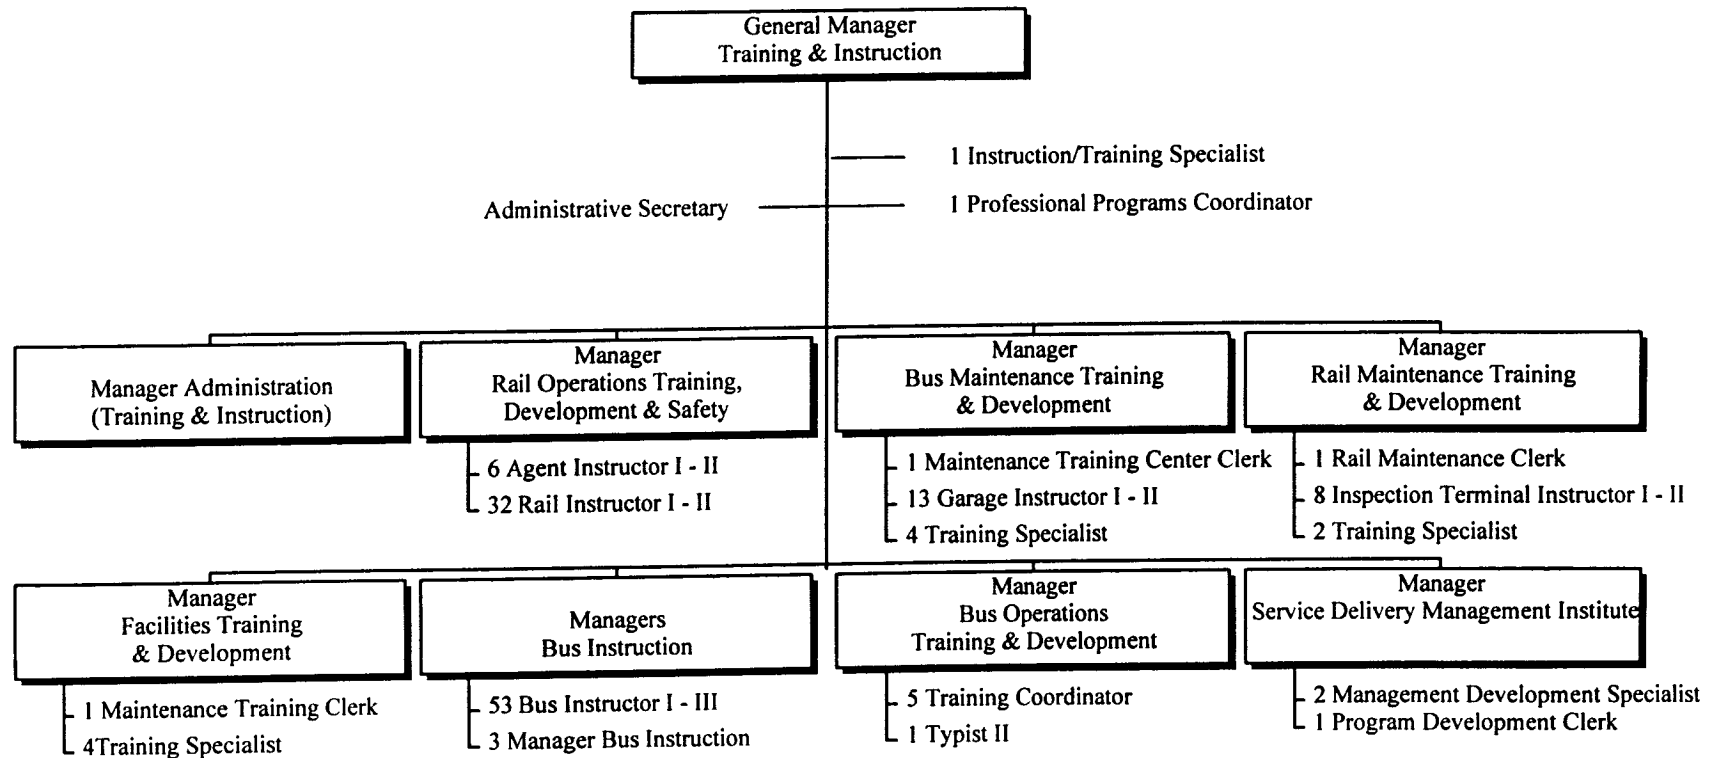 General Manager
Training & Instruction
1 Instruction/Training Specialist
Administrative Secretary
1 Professional Programs Coordinator
Manager Administration
(Training & Instruction)
Manager
Rail Operations Training,
Development & Safety
6 Agent Instructor I - II
32 Rail Instructor I - II
Manager
Bus Maintenance Training
& Development
1 Maintenance Training Center Clerk
13 Garage Instructor I - II
4 Training Specialist
Manager
Rail Maintenance Training
& Development
1 Rail Maintenance Clerk
8 Inspection Terminal Instructor I - II
2 Training Specialist
Manager
Facilities Training
& Development
1 Maintenance Training Clerk
4Training Specialist
Managers
Bus Instruction
53 Bus Instructor I - III
3 Manager Bus Instruction
Manager
Bus Operations
Training & Development
5 Training Coordinator
1 Typist II
Manager
Service Delivery Management Institute
2 Management Development Specialist
1 Program Development Clerk